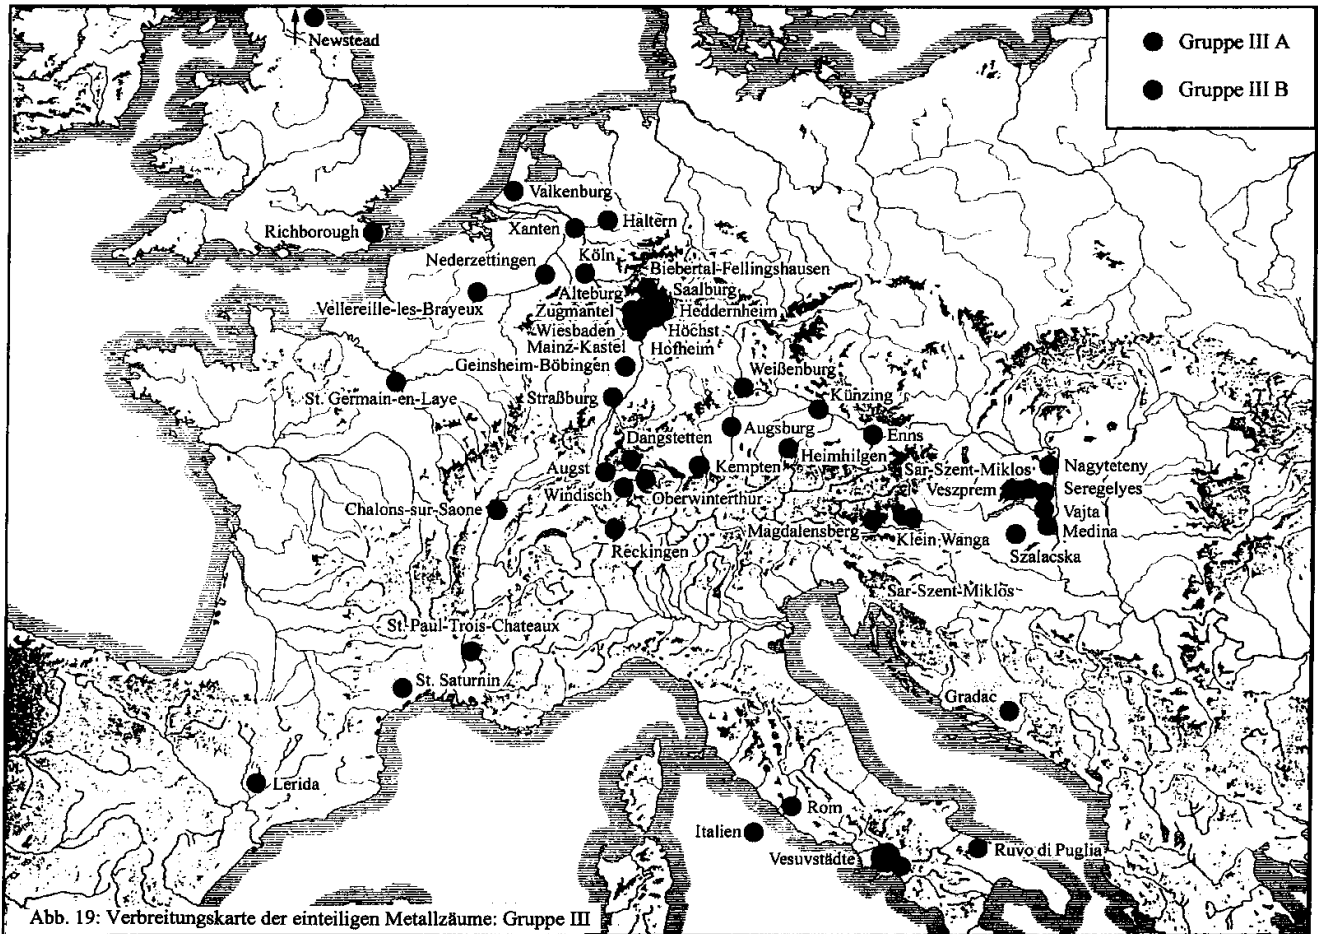 Newstead
Gruppe III A
Gruppe III B
Valkenburg
Haltern
Richborough
Xanten
Köln
Nederzettingen
Biebertal-Fellingshausen
Alteburg
Saalburg
Vellereille-les-Brayeux
Zugmantel
Heddernheim
Wiesbaden
Höchst
Mainz-Kastel
Hofheim
Geinsheim-Böbingen
Weißenburg
St. Germain-en-Laye
Straßburg
Künzing
Augsburg
Enns
Dangstetten
Heimhilgen
Augst
Kempten
Sar-Szent-Miklos
Nagyteteny
Windisch
Oberwinterthur
Veszprem
Seregelyes
Chalons-sur-Saone
Vajta
Magdalensberg
Klein-Wanga
Medina
Reckingen
Szalacska
Sar-Szent-Miklos
St. Paul-Trois-Chateaux
St. Saturnin
Gradac
Lerida
Rom
Italien
Vesuvstädte
Ruvo di Puglia
Abb. 19: Verbreitungskarte der einteiligen Metallzäume: Gruppe III